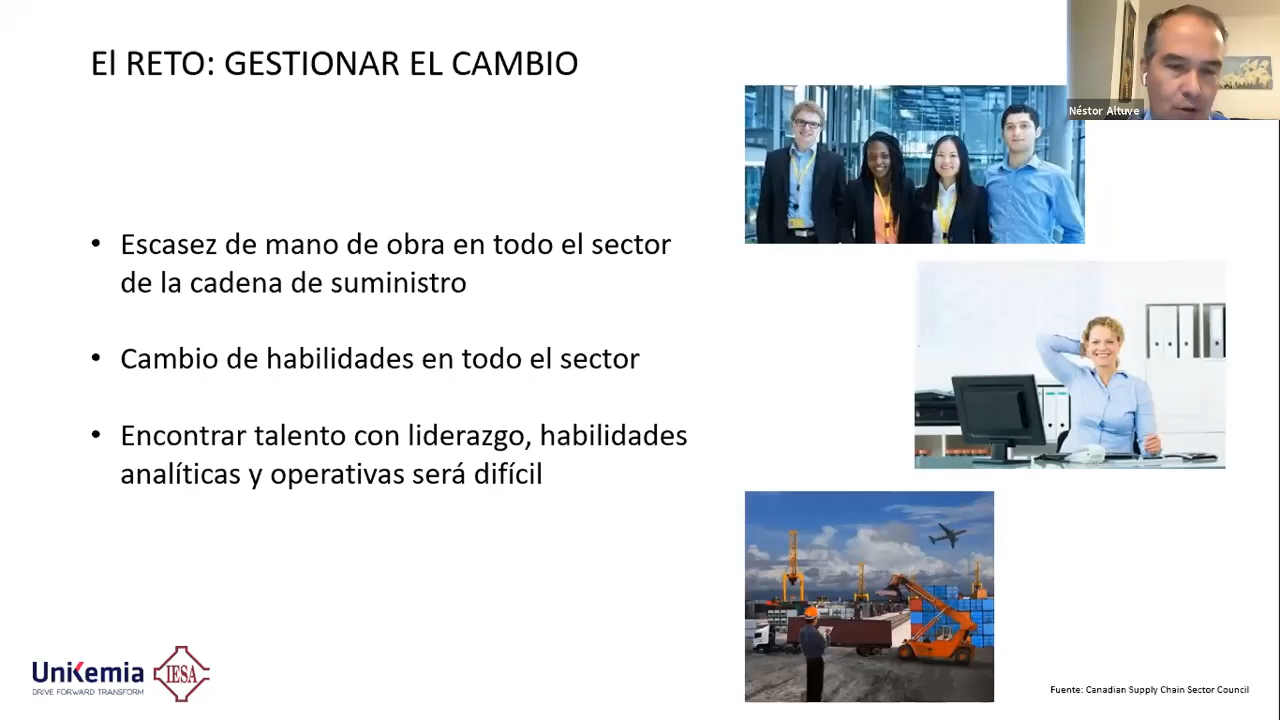 El RETO: GESTIONAR EL CAMBIO
Néstor Altuve
• Escasez de mano de obra en todo el sector
de la cadena de suministro
• Cambio de habilidades en todo el sector
• Encontrar talento con liderazgo, habilidades
analíticas y operativas será difícil
UniKemia
DRIVE FORWARD TRANSFORM
IESA
Fuente: Canadian Supply Chain Sector Council